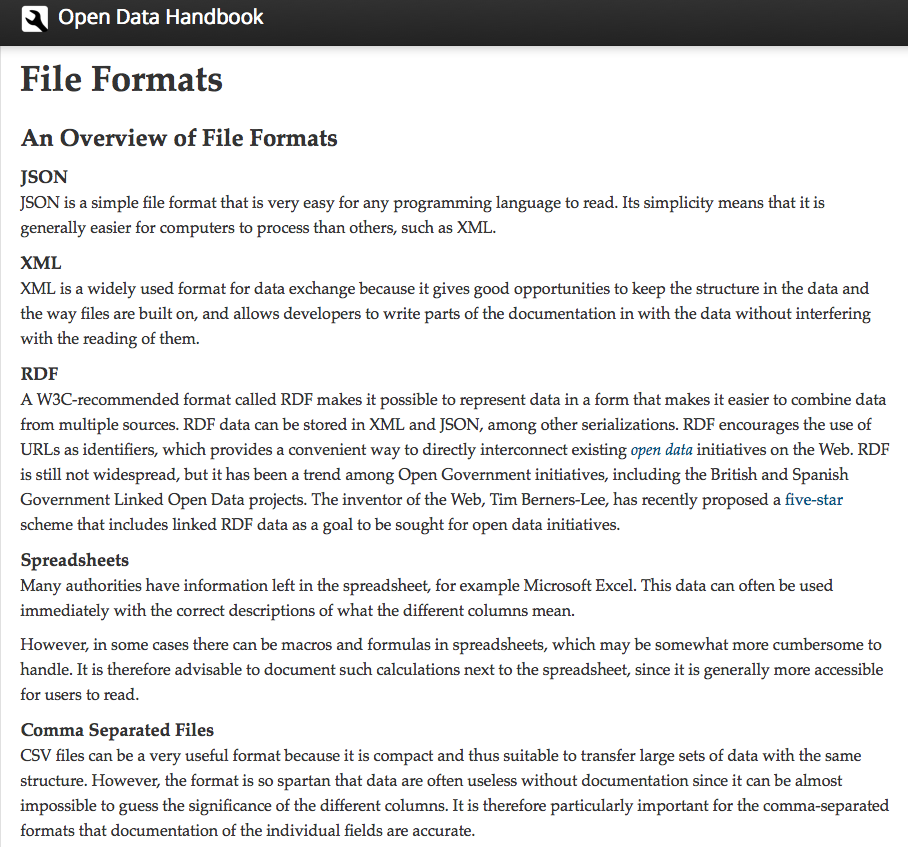 Open Data Handbook
File Formats
An Overview of File Formats
JSON
JSON is a simple file format that is very easy for any programming language to read. Its simplicity means that it is
generally easier for computers to process than others, such as XML.
XML
XML is a widely used format for data exchange because it gives good opportunities to keep the structure in the data and
the way files are built on, and allows developers to write parts of the documentation in with the data without interfering
with the reading of them.
RDF
A W3C-recommended format called RDF makes it possible to represent data in a form that makes it easier to combine data
from multiple sources. RDF data can be stored in XML and JSON, among other serializations. RDF encourages the use of
URLs as identifiers, which provides a convenient way to directly interconnect existing open data initiatives on the Web. RDF
is still not widespread, but it has been a trend among Open Government initiatives, including the British and Spanish
Government Linked Open Data projects. The inventor of the Web, Tim Berners-Lee, has recently proposed a five-star
scheme that includes linked RDF data as a goal to be sought for open data initiatives.
Spreadsheets
Many authorities have information left in the spreadsheet, for example Microsoft Excel. This data can often be used
immediately with the correct descriptions of what the different columns mean.
However, in some cases there can be macros and formulas in spreadsheets, which may be somewhat more cumbersome to
handle. It is therefore advisable to document such calculations next to the spreadsheet, since it is generally more accessible
for users to read.
Comma Separated Files
CSV files can be a very useful format because it is compact and thus suitable to transfer large sets of data with the same
structure. However, the format is so spartan that data are often useless without documentation since it can be almost
impossible to guess the significance of the different columns. It is therefore particularly important for the comma-separated
formats that documentation of the individual fields are accurate.